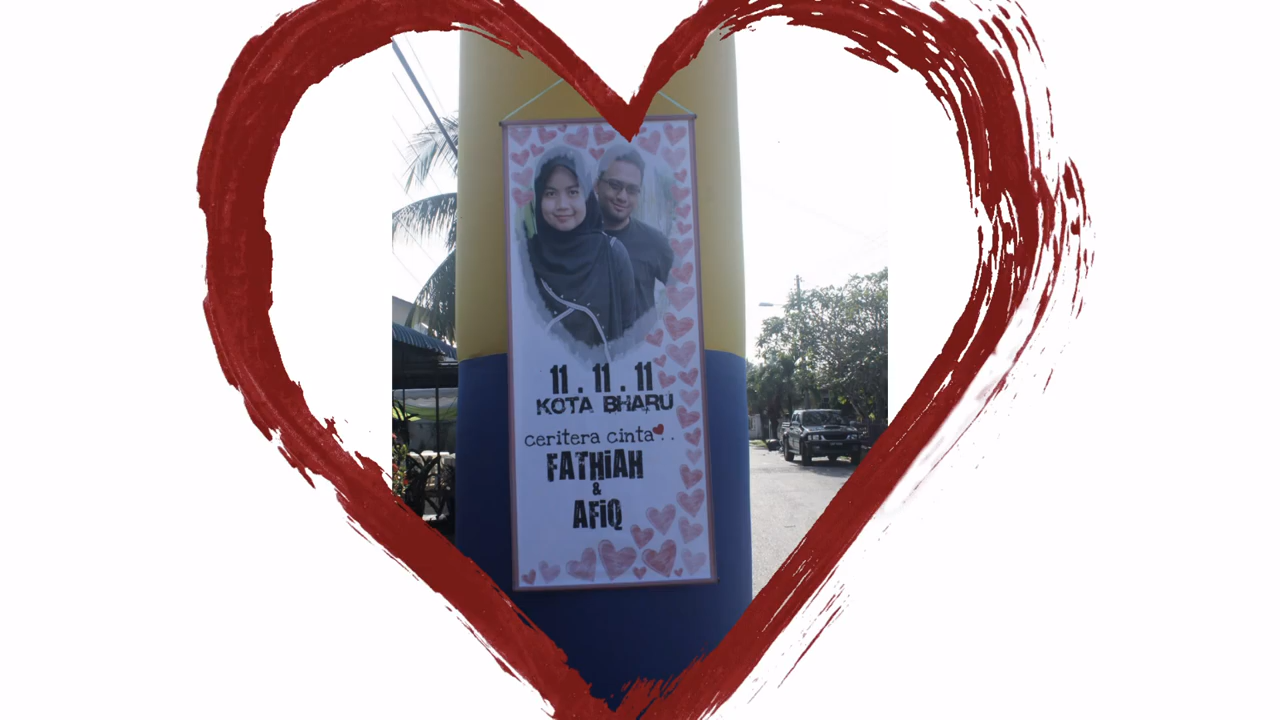 11 . 11 . 11
KOTA BHARU
ceritera cinta . .
FATHiAH
&
AFiQ